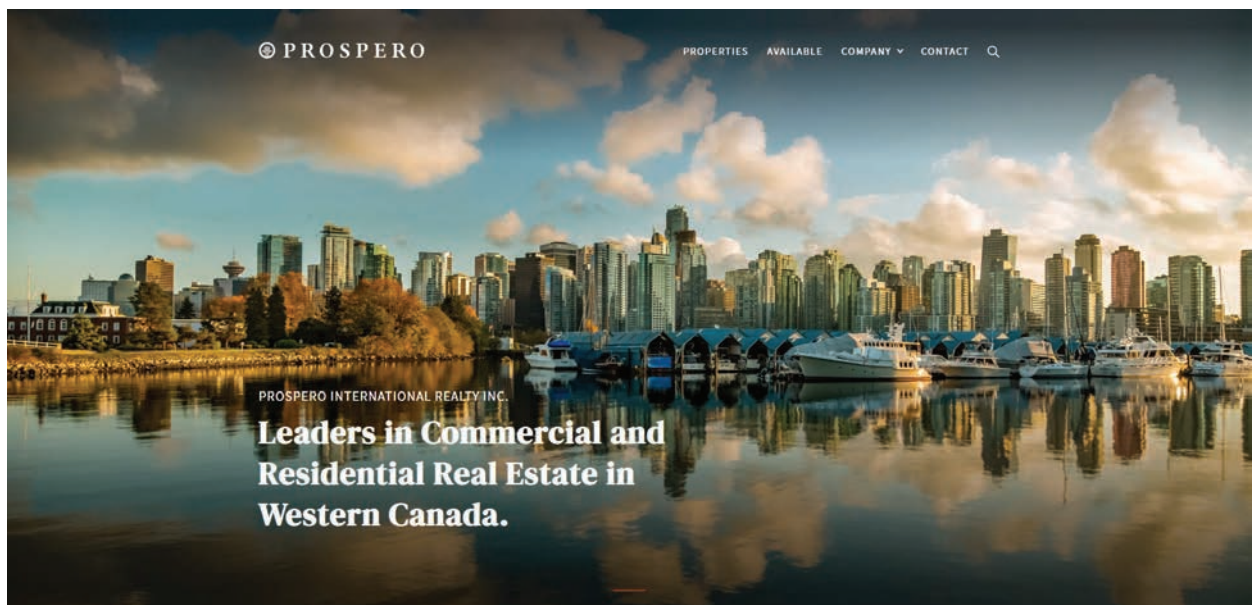 PROSPERO
PROPERTIES AVAILABLE COMPANY CONTACT
PROSPERO INTERNATIONAL REALTY INC.
Leaders in Commercial and
Residential Real Estate in
Western Canada.